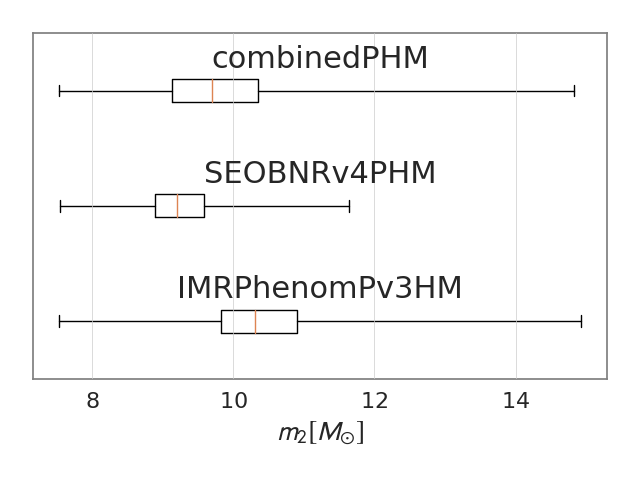 combinedPHM
SEOBNRv4PHM
IMRPhenomPv3HM
8 10 12 14
m₂[M☉]